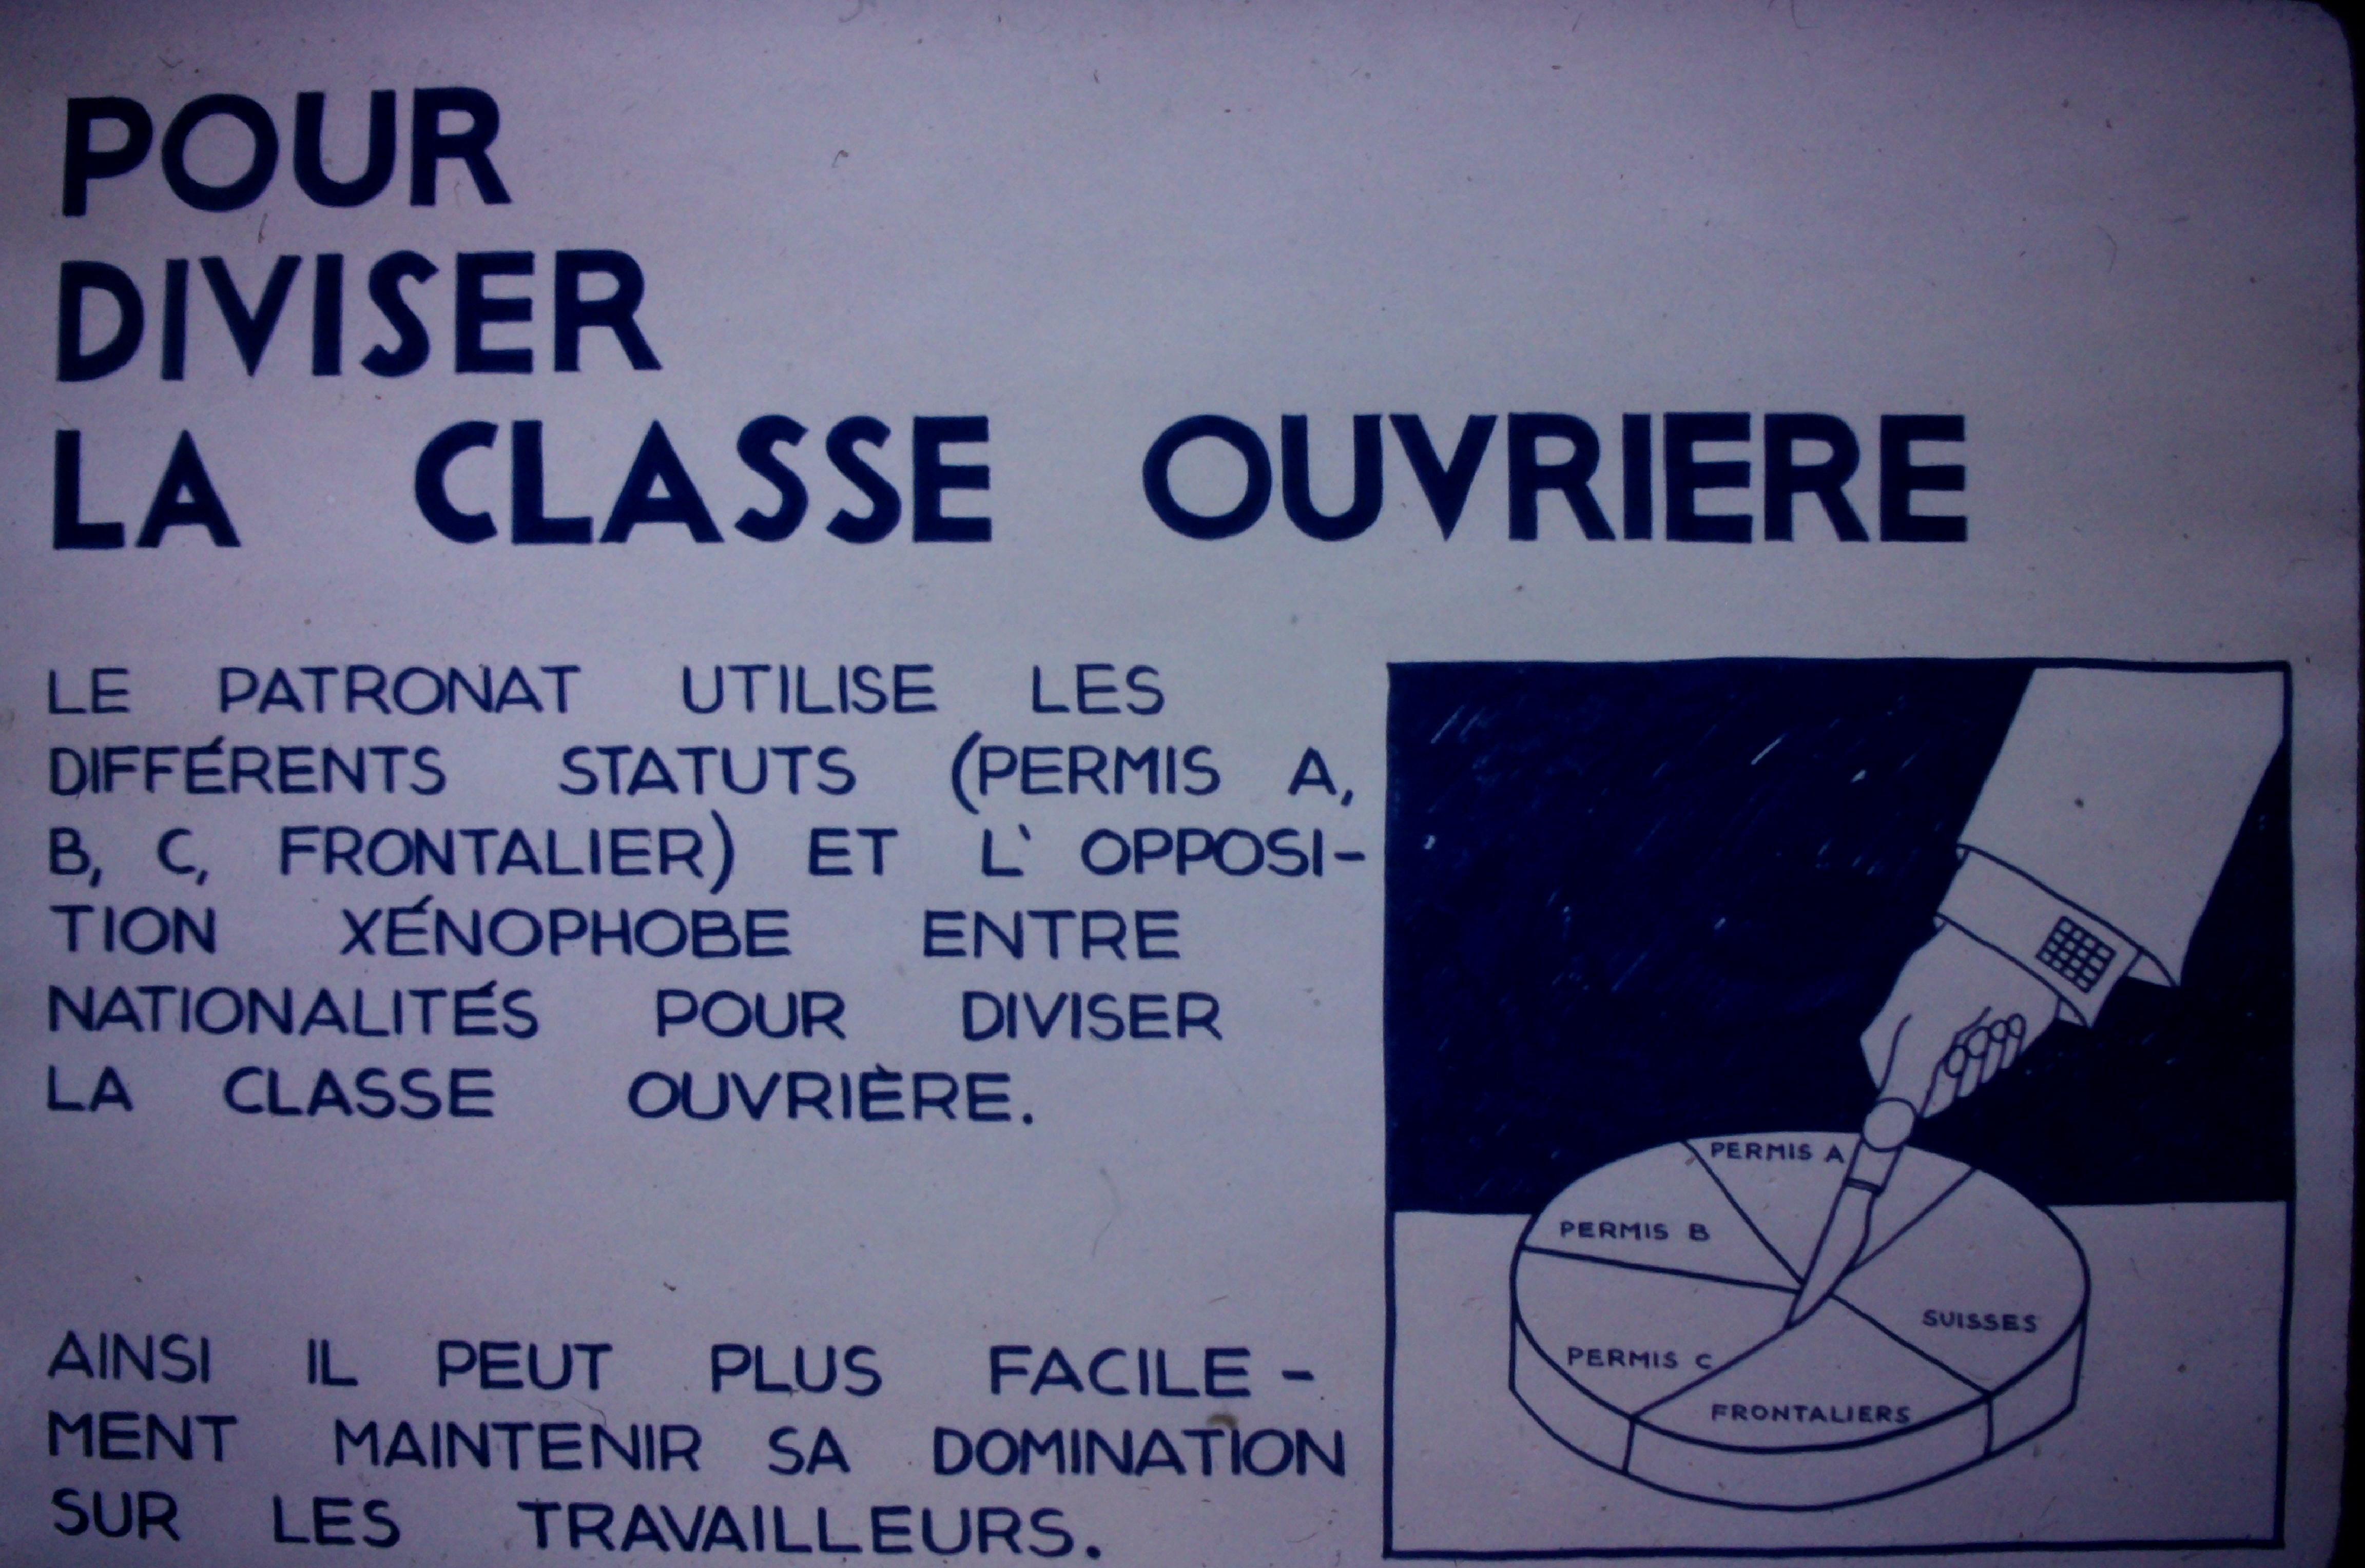 POUR
DIVISER
LA CLASSE OUVRIERE
LE PATRONAT UTILISE LES
DIFFÉRENTS STATUTS (PERMIS A,
B, C, FRONTALIER) ET L' OPPOSI-
TION XÉNOPHOBE ENTRE
NATIONALITÉS POUR DIVISER
LA CLASSE OUVRIÈRE.
AINSI IL PEUT PLUS FACILE-
MENT MAINTENIR SA DOMINATION
SUR LES TRAVAILLEURS.
PERMIS A
PERMIS B
SUISSES
PERMIS C
FRONTALIERS